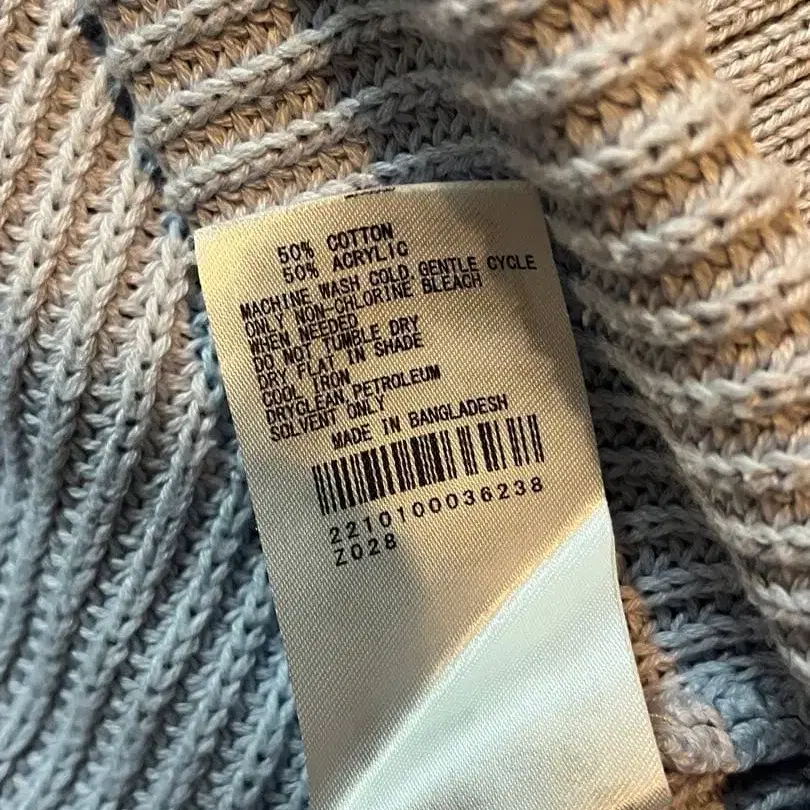 50% COTTON
50% ACRYLIC
MACHINE WASH COLD GENTLE CYCLE
ONLY NON-CHLORINE BLEACH
WHEN NEEDED
DO NOT TUMBLE DRY
DRY FLAT IN SHADE
COOL IRON
DRYCLEAN,PETROLEUM
SOLVENT ONLY
MADE IN BANGLADESH
2210100036238
Z028